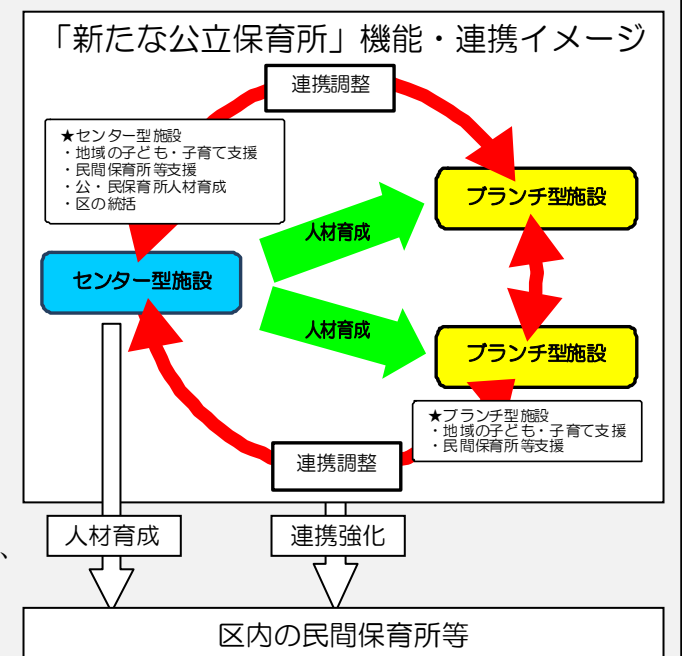 「新たな公立保育所」機能・連携イメージ
連携調整
★センター型施設
・地域の子ども・子育て支援
・民間保育所等支援
・公・民保育所人材育成
・区の統括
ブランチ型施設
人材育成
センター型施設
人材育成
ブランチ型施設
★ブランチ型施設
・地域の子ども・子育て支援
・民間保育所等支援
連携調整
人材育成
連携強化
、
区内の民間保育所等